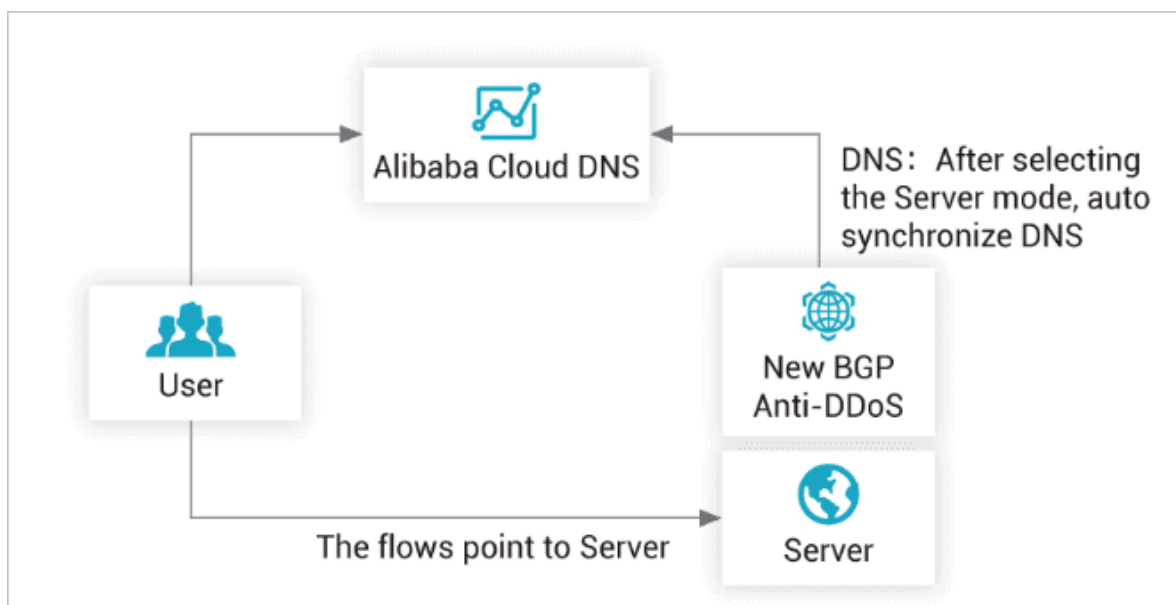 Alibaba Cloud DNS
DNS： After selecting
the Server mode, auto
synchronize DNS
User
New BGP
Anti-DDoS
The flows point to Server
Server